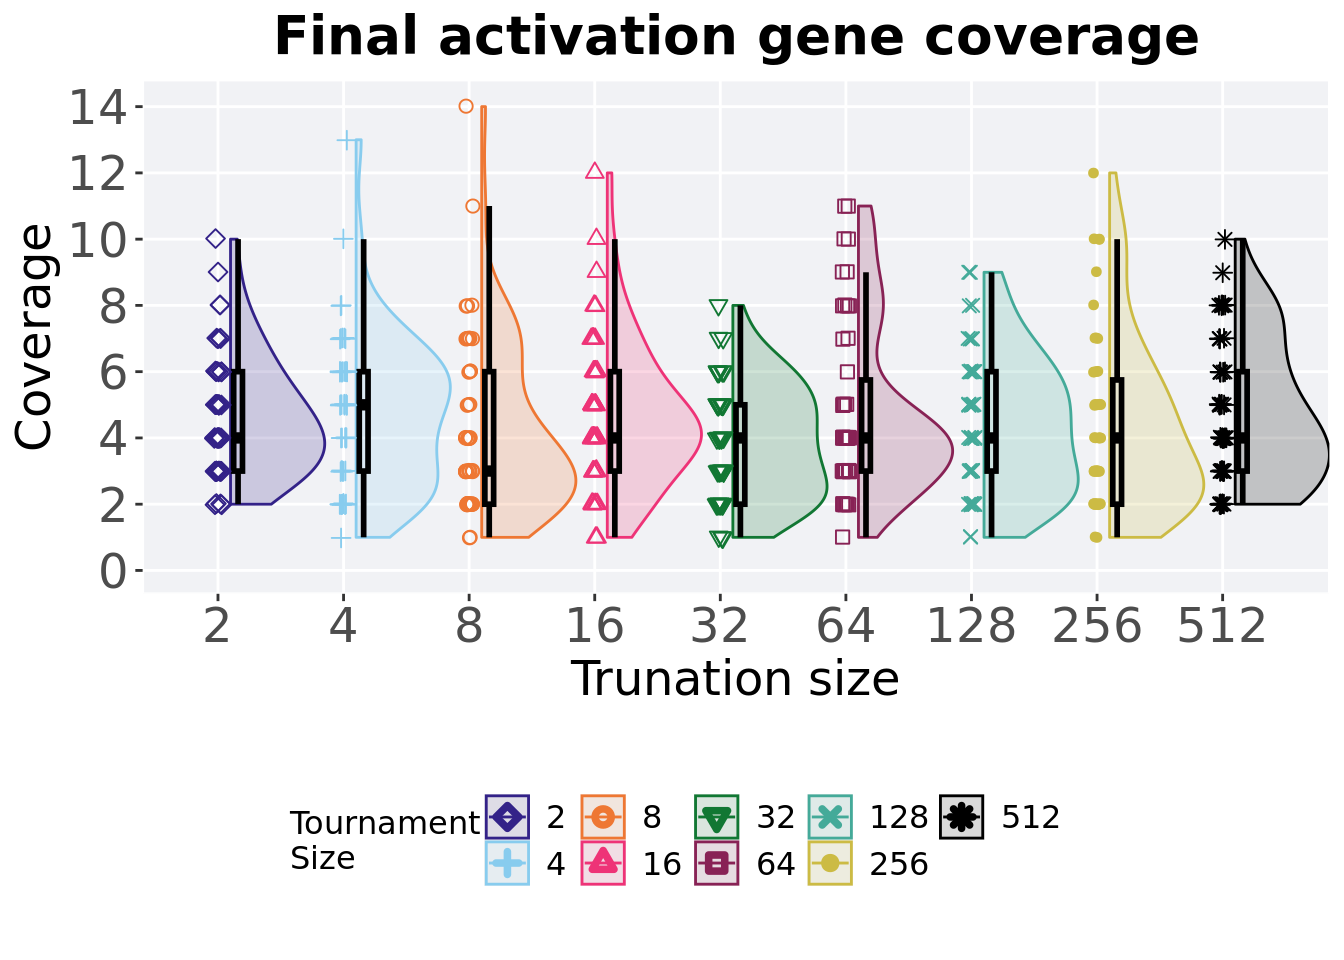 Final activation gene coverage
Coverage
14
12
10
8
6
4
2
0
2 4 8 16 32 64 128 256 512
Trunation size
Tournament
Size
2 8 32 128 512
4 16 64 256